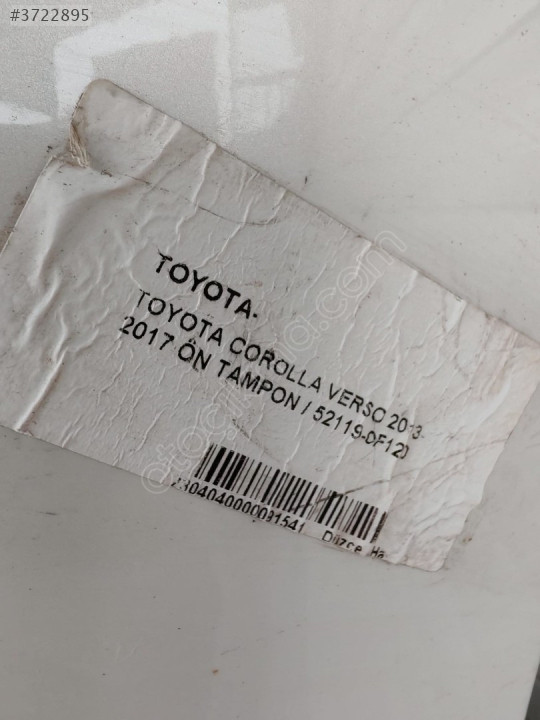 #3722895
TOYOTA-
TOYOTA COROLLA VERSO 2013-
2017 ÖN TAMPON / 52119-0F120
Düzce